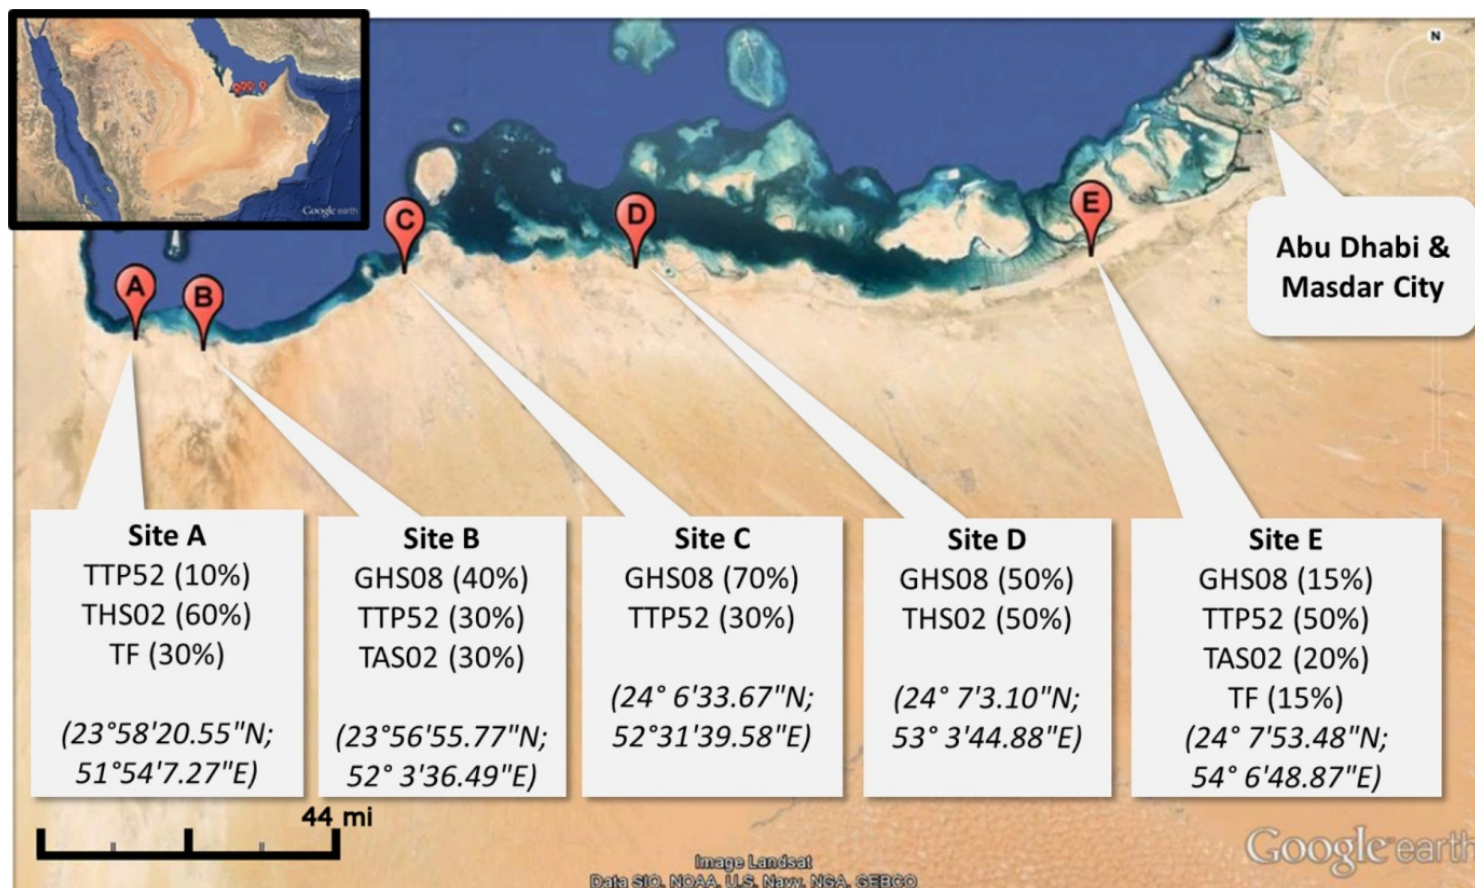 Google earth
N
A
B
C
D
E
Abu Dhabi &
Masdar City
Site A
TTP52 (10%)
THS02 (60%)
TF (30%)
(23°58'20.55"N;
51°54'7.27"E)
Site B
GHS08 (40%)
TTP52 (30%)
TAS02 (30%)
(23°56'55.77"N;
52° 3'36.49"E)
Site C
GHS08 (70%)
TTP52 (30%)
(24° 6'33.67"N;
52°31'39.58"E)
Site D
GHS08 (50%)
THS02 (50%)
(24° 7'3.10"N;
53° 3'44.88"E)
Site E
GHS08 (15%)
TTP52 (50%)
TAS02 (20%)
TF (15%)
(24° 7'53.48"N;
54° 6'48.87"E)
44 mi
Image Landsat
Data SIO, NOAA, U.S. Navy, NGA, GEBCO
Google earth